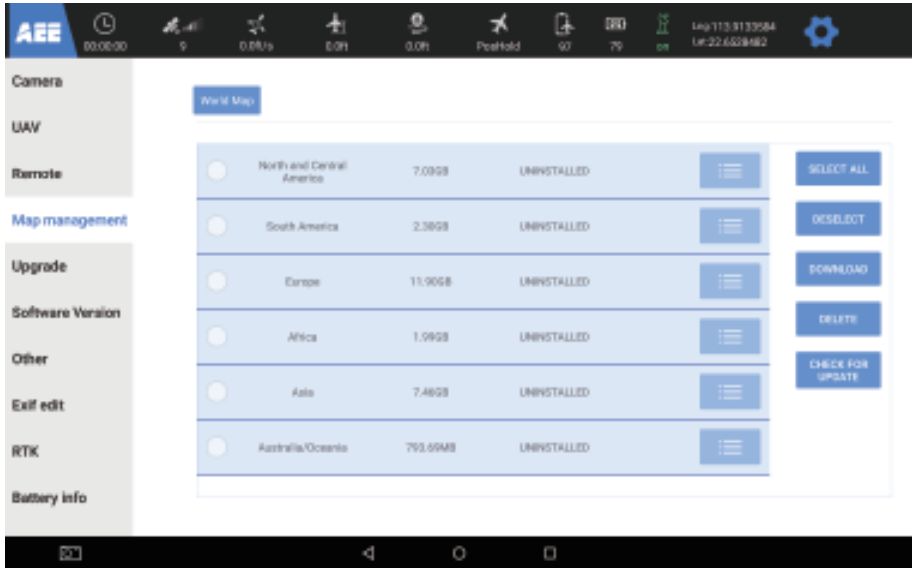 AEE
00:00:00
9
0.0ft/s
0.0ft
0.0ft
PosHold
97
79
on
Lng:113.9133584
Lat:22.6528482
Camera
UAV
Remote
Map management
Upgrade
Software Version
Other
Exif edit
RTK
Battery info
World Map
North and Central
America
7.03GB
UNINSTALLED
South America
2.38GB
UNINSTALLED
Europe
11.90GB
UNINSTALLED
Africa
1.99GB
UNINSTALLED
Asia
7.46GB
UNINSTALLED
Australia/Oceania
793.69MB
UNINSTALLED
SELECT ALL
DESELECT
DOWNLOAD
DELETE
CHECK FOR
UPDATE